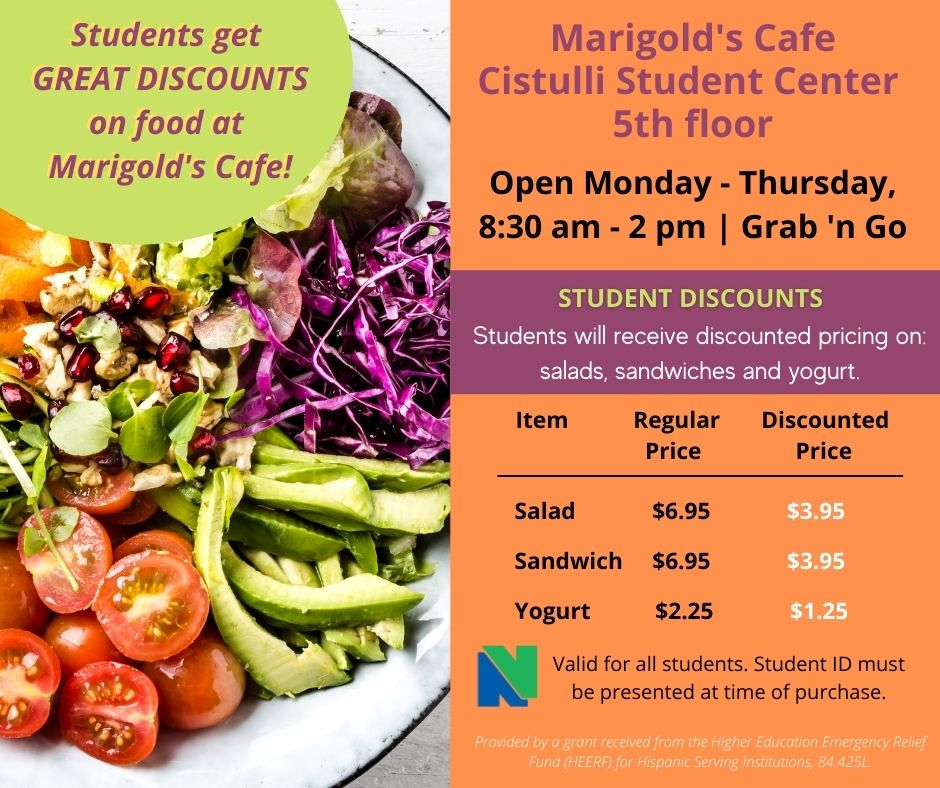 Students get
GREAT DISCOUNTS
on food at
Marigold's Cafe!
Marigold's Cafe
Cistulli Student Center
5th floor
Open Monday - Thursday,
8:30 am - 2 pm | Grab 'n Go
STUDENT DISCOUNTS
Students will receive discounted pricing on:
salads, sandwiches and yogurt.
Item Regular Price Discounted Price
Salad $6.95 $3.95
Sandwich $6.95 $3.95
Yogurt $2.25 $1.25
N
Valid for all students. Student ID must
be presented at time of purchase.
Provided by a grant received from the Higher Education Emergency Relief
Fund (HEERF) for Hispanic Serving Institutions, 84.425L.